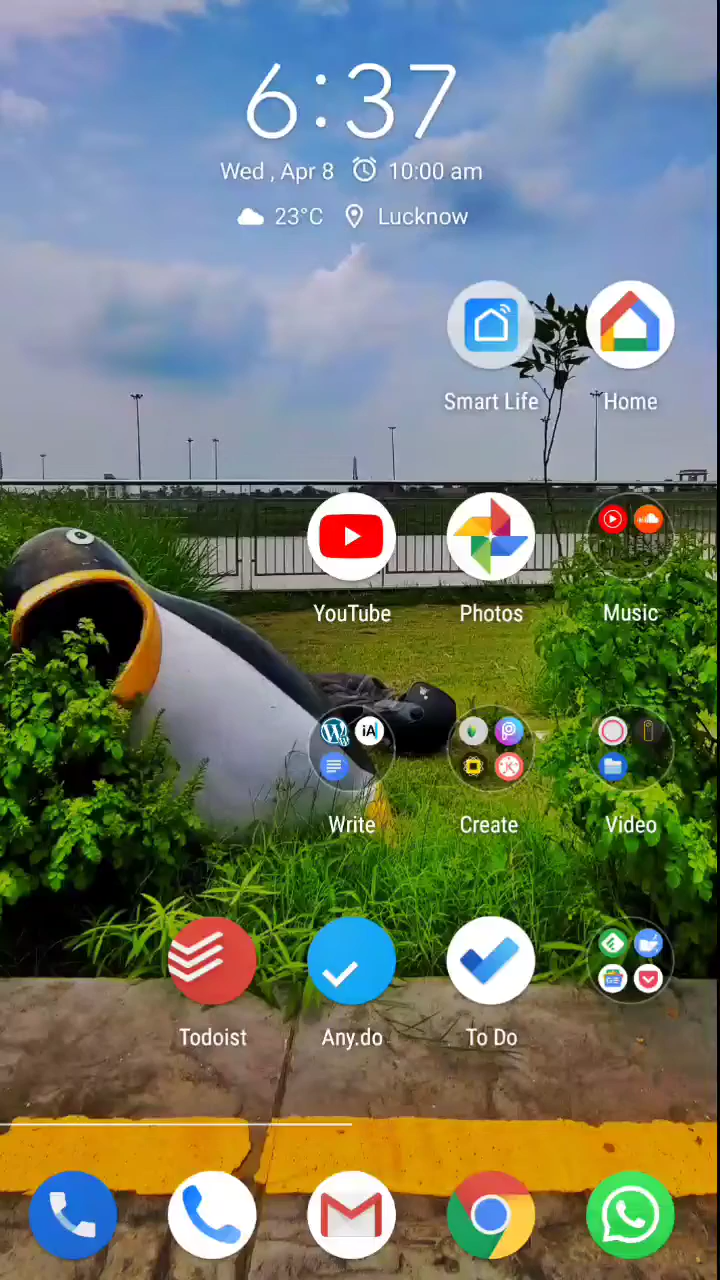 6:37
Wed , Apr 8 10:00 am
23°C Lucknow
Smart Life Home
YouTube Photos Music
iA
Write Create Video
Todoist Any.do To Do